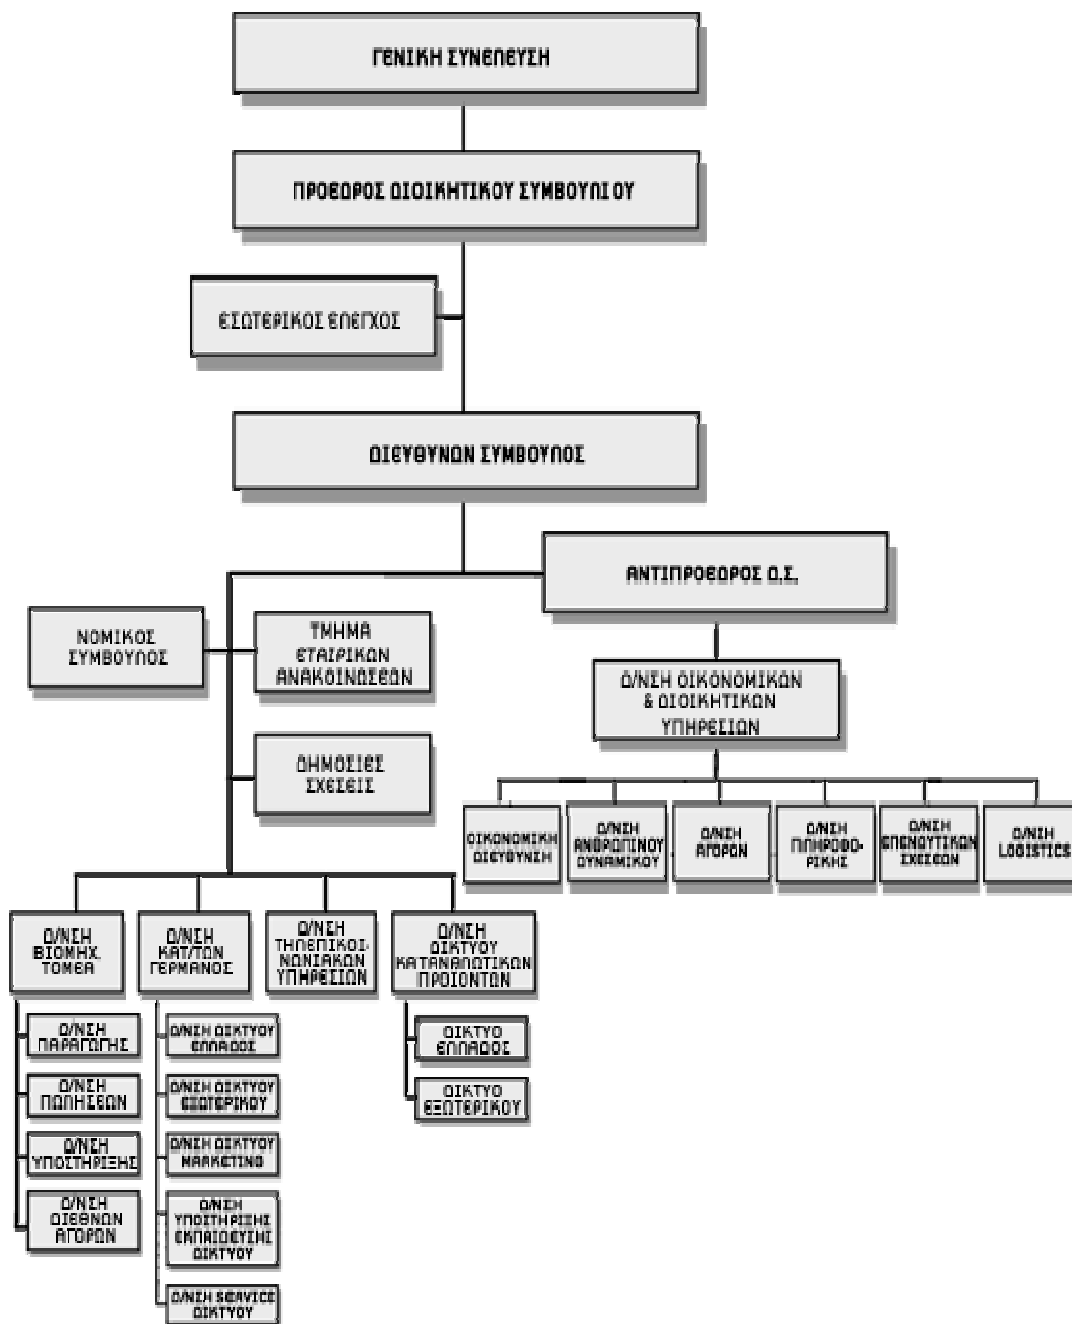 ΓΕΝΙΚΗ ΣΥΝΕΛΕΥΣΗ
ΠΡΟΕΔΡΟΣ ΔΙΟΙΚΗΤΙΚΟΥ ΣΥΜΒΟΥΛΙΟΥ
ΕΣΩΤΕΡΙΚΟΣ ΕΛΕΓΧΟΣ
ΔΙΕΥΘΥΝΩΝ ΣΥΜΒΟΥΛΟΣ
ΑΝΤΙΠΡΟΕΔΡΟΣ Δ.Σ.
ΝΟΜΙΚΟΣ
ΣΥΜΒΟΥΛΟΣ
ΤΜΗΜΑ
ΕΤΑΙΡΙΚΩΝ
ΑΝΑΚΟΙΝΩΣΕΩΝ
Δ/ΝΣΗ ΟΙΚΟΝΟΜΙΚΩΝ
& ΔΙΟΙΚΗΤΙΚΩΝ
ΥΠΗΡΕΣΙΩΝ
ΔΗΜΟΣΙΕΣ
ΣΧΕΣΕΙΣ
ΟΙΚΟΝΟΜΙΚΗ
ΔΙΕΥΘΥΝΣΗ
Δ/ΝΣΗ
ΑΝΘΡΩΠΙΝΟΥ
ΔΥΝΑΜΙΚΟΥ
Δ/ΝΣΗ
ΑΓΟΡΩΝ
Δ/ΝΣΗ
ΠΛΗΡΟΦΟ-
ΡΙΚΗΣ
Δ/ΝΣΗ
ΕΠΕΝΔΥΤΙΚΩΝ
ΣΧΕΣΕΩΝ
Δ/ΝΣΗ
LOGISTICS
Δ/ΝΣΗ
ΒΙΟΜΗΧ.
ΤΟΜΕΑ
Δ/ΝΣΗ
ΚΑΤ/ΤΩΝ
ΓΕΡΜΑΝΟΣ
Δ/ΝΣΗ
ΤΗΛΕΠΙΚΟΙ-
ΝΩΝΙΑΚΩΝ
ΥΠΗΡΕΣΙΩΝ
Δ/ΝΣΗ
ΔΙΚΤΥΟΥ
ΚΑΤΑΝΑΛΩΤΙΚΩΝ
ΠΡΟΪΟΝΤΩΝ
Δ/ΝΣΗ
ΠΑΡΑΓΩΓΗΣ
Δ/ΝΣΗ
ΠΩΛΗΣΕΩΝ
Δ/ΝΣΗ
ΥΠΟΣΤΗΡΙΞΗΣ
Δ/ΝΣΗ
ΔΙΕΘΝΩΝ
ΑΓΟΡΩΝ
Δ/ΝΣΗ ΔΙΚΤΥΟΥ
ΕΛΛΑΔΟΣ
Δ/ΝΣΗ ΔΙΚΤΥΟΥ
ΕΞΩΤΕΡΙΚΟΥ
Δ/ΝΣΗ ΔΙΚΤΥΟΥ
MARKETING
Δ/ΝΣΗ
ΥΠΟΣΤΗΡΙΞΗΣ
ΕΚΠΑΙΔΕΥΣΗΣ
ΔΙΚΤΥΟΥ
Δ/ΝΣΗ SERVICE
ΔΙΚΤΥΟΥ
ΔΙΚΤΥΟ
ΕΛΛΑΔΟΣ
ΔΙΚΤΥΟ
ΕΞΩΤΕΡΙΚΟΥ